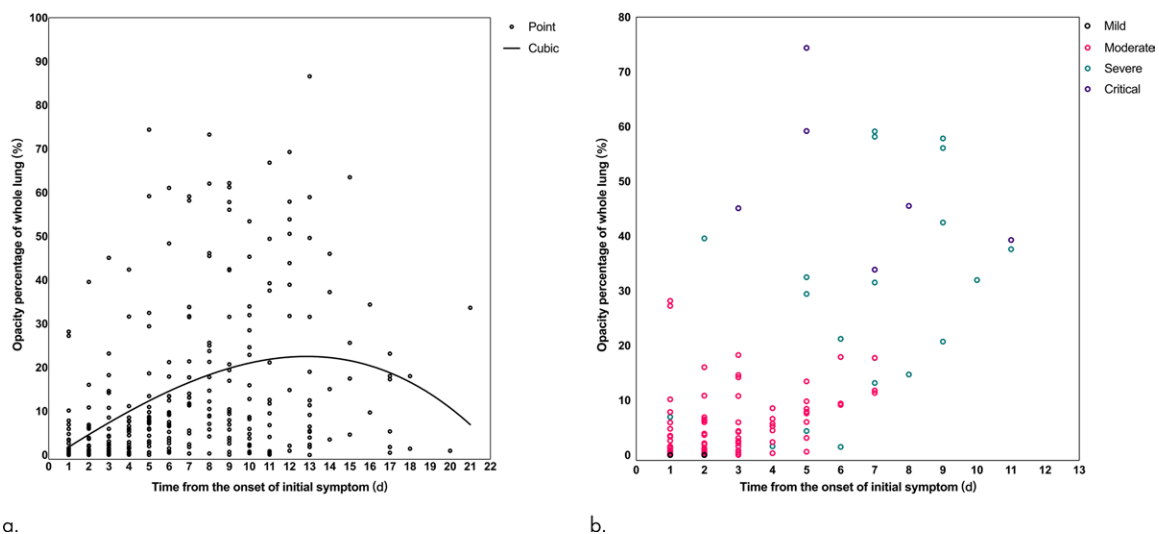 100
90
80
70
60
50
40
30
20
10
0
Opacity percentage of whole lung (%)
0 1 2 3 4 5 6 7 8 9 10 11 12 13 14 15 16 17 18 19 20 21 22
Time from the onset of initial symptom (d)
Point
Cubic
a.
80
70
60
50
40
30
20
10
0
Opacity percentage of whole lung (%)
0 1 2 3 4 5 6 7 8 9 10 11 12 13
Time from the onset of initial symptom (d)
Mild
Moderate
Severe
Critical
b.